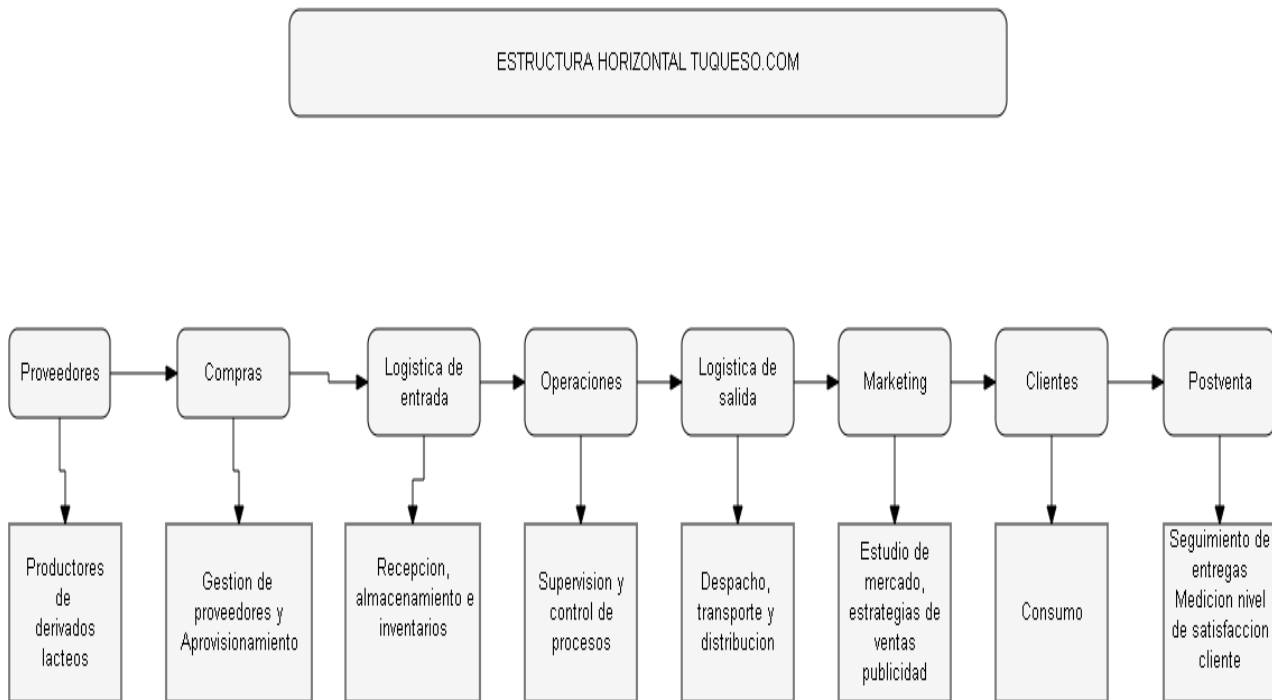 ESTRUCTURA HORIZONTAL TUQUESO.COM
Proveedores
Compras
Logistica de
entrada
Operaciones
Logistica de
salida
Marketing
Clientes
Postventa
Productores
de
derivados
lacteos
Gestion de
proveedores y
Aprovisionamiento
Recepcion,
almacenamiento e
inventarios
Supervision y
control de
procesos
Despacho,
transporte y
distribucion
Estudio de
mercado,
estrategias de
ventas
publicidad
Consumo
Seguimiento de
entregas
Medicion nivel
de satisfaccion
cliente